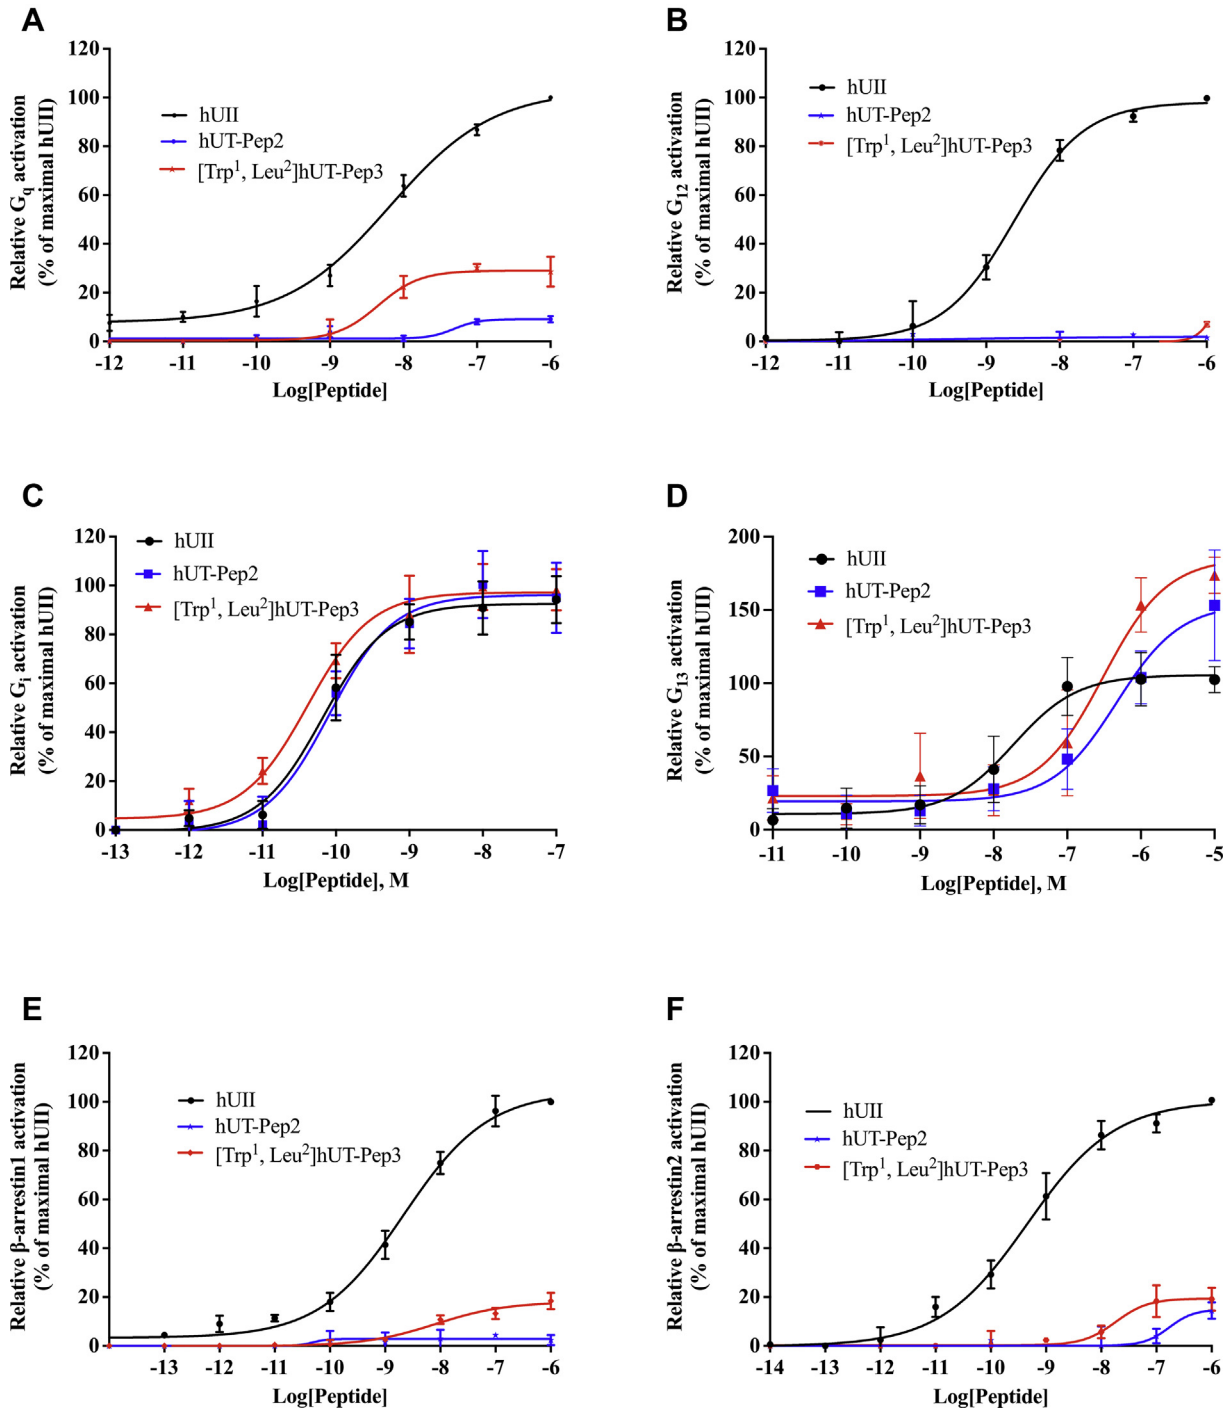 A
Relative Gq activation
(% of maximal hUII)
120
100
80
60
40
20
0
hUII
hUT-Pep2
[Trp1, Leu2]hUT-Pep3
-12 -11 -10 -9 -8 -7 -6
Log[Peptide]
B
Relative G12 activation
(% of maximal hUII)
120
100
80
60
40
20
0
hUII
hUT-Pep2
[Trp1, Leu2]hUT-Pep3
-12 -11 -10 -9 -8 -7 -6
Log[Peptide]
C
Relative Gi activation
(% of maximal hUII)
120
100
80
60
40
20
0
hUII
hUT-Pep2
[Trp1, Leu2]hUT-Pep3
-13 -12 -11 -10 -9 -8 -7
Log[Peptide], M
D
Relative G13 activation
(% of maximal hUII)
200
150
100
50
0
hUII
hUT-Pep2
[Trp1, Leu2]hUT-Pep3
-11 -10 -9 -8 -7 -6 -5
Log[Peptide], M
E
Relative β-arrestin1 activation
(% of maximal hUII)
120
100
80
60
40
20
0
hUII
hUT-Pep2
[Trp1, Leu2]hUT-Pep3
-13 -12 -11 -10 -9 -8 -7 -6
Log[Peptide]
F
Relative β-arrestin2 activation
(% of maximal hUII)
120
100
80
60
40
20
0
hUII
hUT-Pep2
[Trp1, Leu2]hUT-Pep3
-14 -13 -12 -11 -10 -9 -8 -7 -6
Log[Peptide]